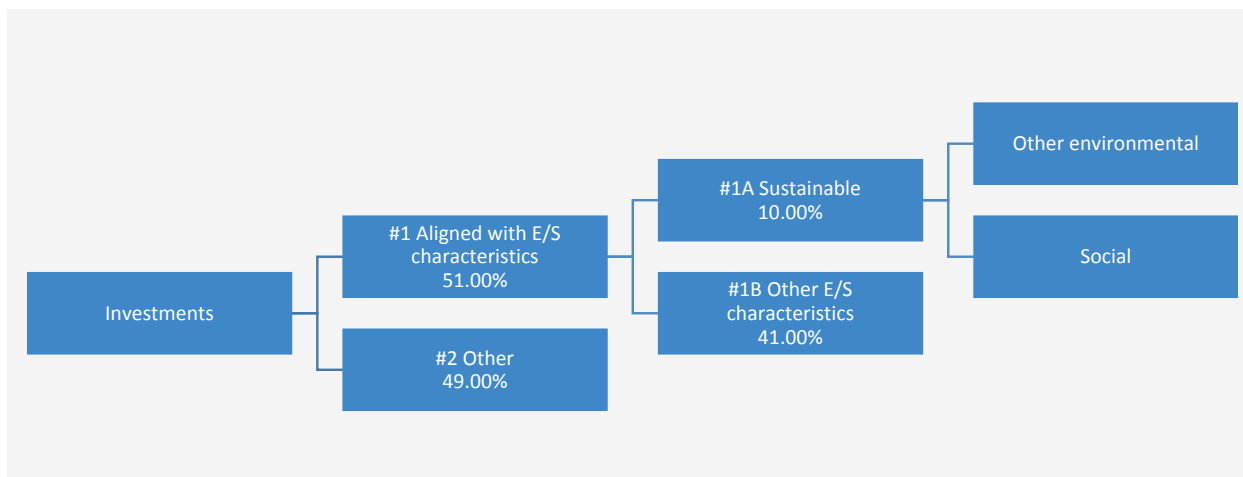 Investments
#1 Aligned with E/S
characteristics
51.00%
#2 Other
49.00%
#1A Sustainable
10.00%
#1B Other E/S
characteristics
41.00%
Other environmental
Social